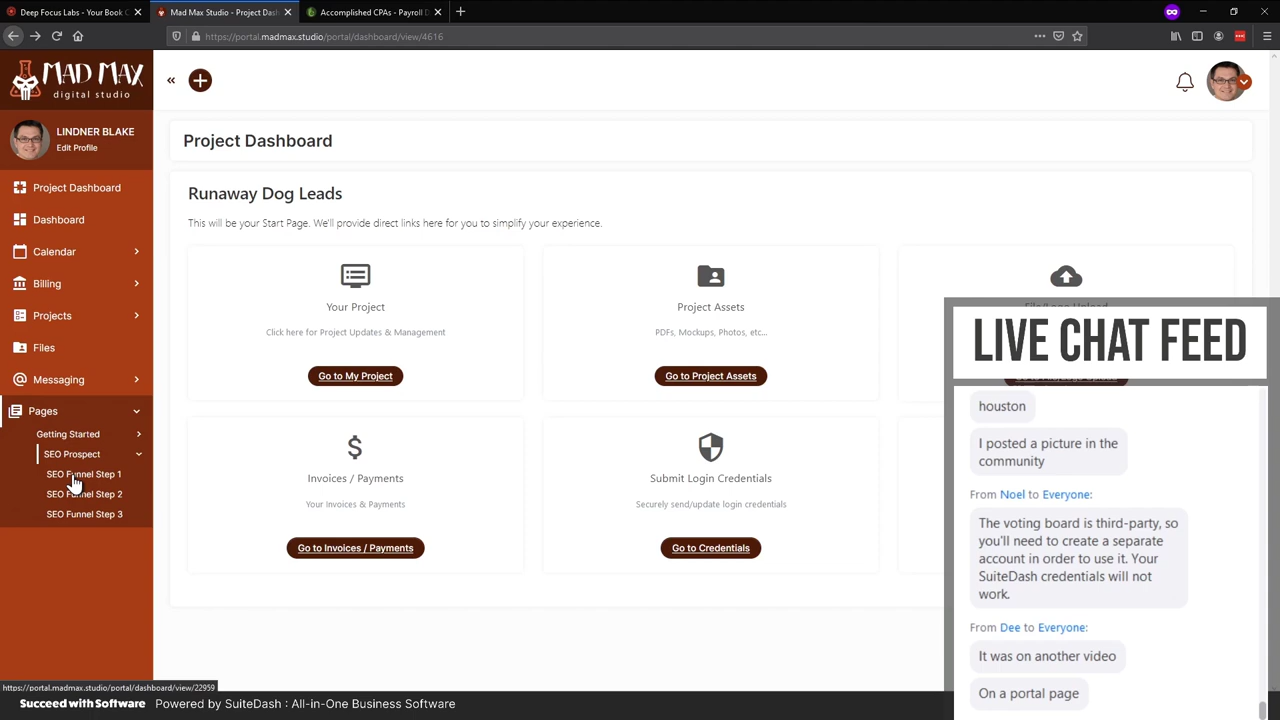 Deep Focus Labs - Your Book C
Mad Max Studio - Project Dash
Accomplished CPAs - Payroll D
https://portal.madmax.studio/portal/dashboard/view/4616
MAD MAX
digital studio
LINDNER BLAKE
Edit Profile
Project Dashboard
Dashboard
Calendar
Billing
Projects
Files
Messaging
Pages
Getting Started
SEO Prospect
SEO Funnel Step 1
SEO Funnel Step 2
SEO Funnel Step 3
Project Dashboard
Runaway Dog Leads
This will be your Start Page. We'll provide direct links here for you to simplify your experience.
Your Project
Click here for Project Updates & Management
Go to My Project
Project Assets
PDFs, Mockups, Photos, etc...
Go to Project Assets
Invoices / Payments
Your Invoices & Payments
Go to Invoices / Payments
Submit Login Credentials
Securely send/update login credentials
Go to Credentials
LIVE CHAT FEED
houston
I posted a picture in the
community
From Noel to Everyone:
The voting board is third-party, so
you'll need to create a separate
account in order to use it. Your
SuiteDash credentials will not
work.
From Dee to Everyone:
It was on another video
On a portal page
https://portal.madmax.studio/portal/dashboard/view/22959
Succeed with Software Powered by SuiteDash : All-in-One Business Software